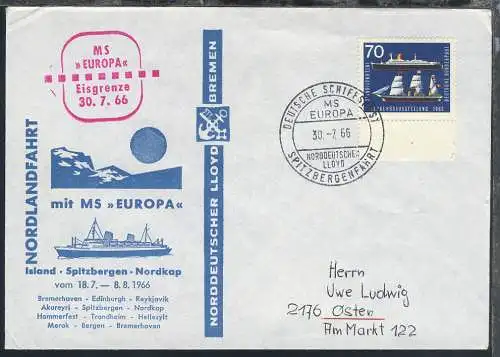 MS
»EUROPA«
Eisgrenze
30. 7. 66
NORDLANDFAHRT
mit MS »EUROPA«
Island - Spitzbergen - Nordkap
vom 18.7. — 8.8.1966
Bremerhaven - Edinburgh - Reykjavik
Akureyri - Spitzbergen - Nordkap
Hammerfest - Trondheim - Hellesylt
Merok - Bergen - Bremerhaven
NORDDEUTSCHER LLOYD BREMEN
DEUTSCHE SCHIFFSPOST
MS
EUROPA
30.-7.66
NORDDEUTSCHER
LLOYD
SPITZBERGENFAHRT
70
Herrn
Uwe Ludwig
2176 Osten
Am Markt 122